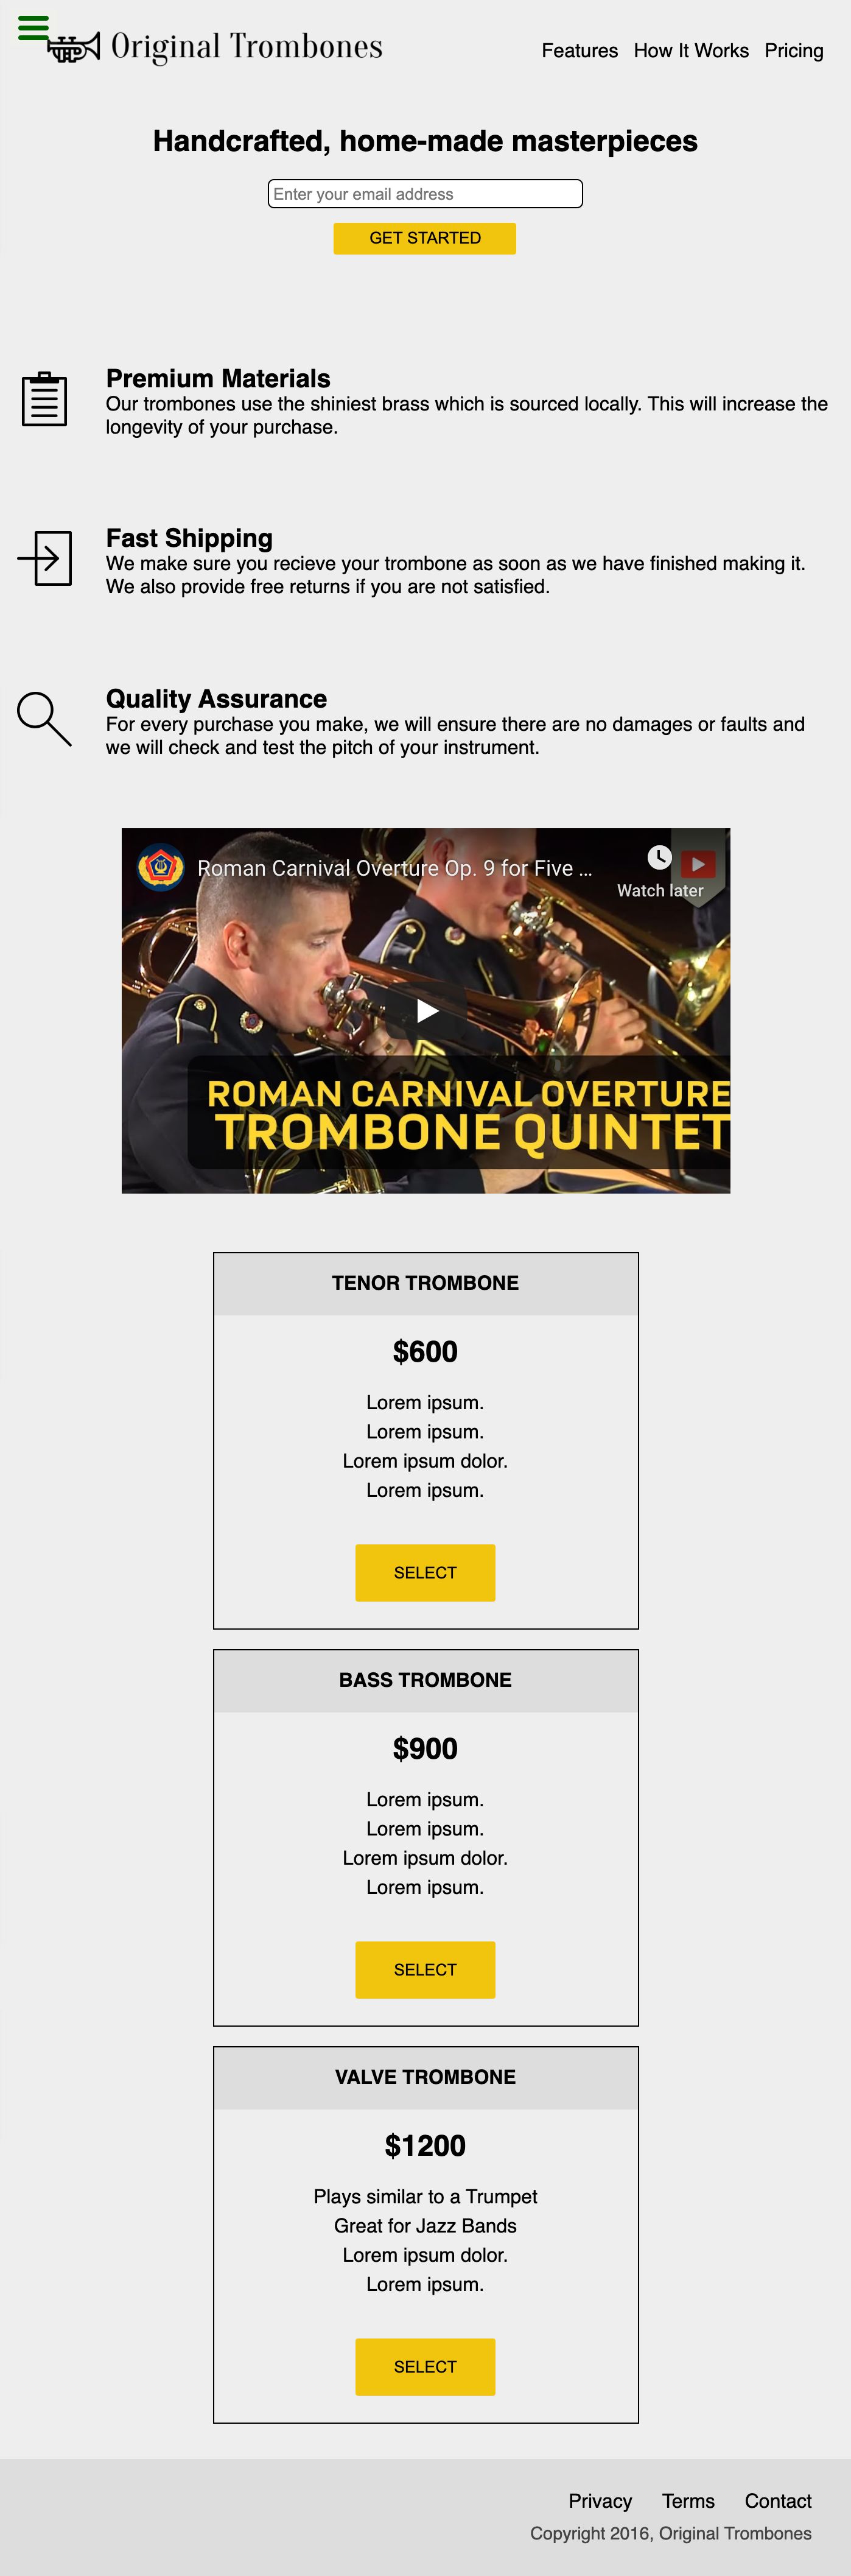 Original Trombones
Features How It Works Pricing
Handcrafted, home-made masterpieces
Enter your email address
GET STARTED
Premium Materials
Our trombones use the shiniest brass which is sourced locally. This will increase the
longevity of your purchase.
Fast Shipping
We make sure you recieve your trombone as soon as we have finished making it.
We also provide free returns if you are not satisfied.
Quality Assurance
For every purchase you make, we will ensure there are no damages or faults and
we will check and test the pitch of your instrument.
Roman Carnival Overture Op. 9 for Five ...
Watch later
ROMAN CARNIVAL OVERTURE
TROMBONE QUINTET
TENOR TROMBONE
$600
Lorem ipsum.
Lorem ipsum.
Lorem ipsum dolor.
Lorem ipsum.
SELECT
BASS TROMBONE
$900
Lorem ipsum.
Lorem ipsum.
Lorem ipsum dolor.
Lorem ipsum.
SELECT
VALVE TROMBONE
$1200
Plays similar to a Trumpet
Great for Jazz Bands
Lorem ipsum dolor.
Lorem ipsum.
SELECT
Privacy Terms Contact
Copyright 2016, Original Trombones